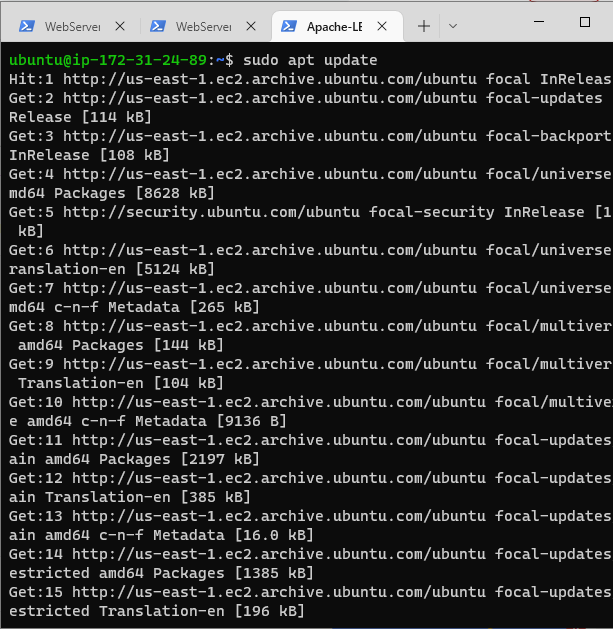 WebServer
WebServer
Apache-LB
ubuntu@ip-172-31-24-89:~$ sudo apt update
Hit:1 http://us-east-1.ec2.archive.ubuntu.com/ubuntu focal InReleas
Get:2 http://us-east-1.ec2.archive.ubuntu.com/ubuntu focal-updates
Release [114 kB]
Get:3 http://us-east-1.ec2.archive.ubuntu.com/ubuntu focal-backport
InRelease [108 kB]
Get:4 http://us-east-1.ec2.archive.ubuntu.com/ubuntu focal/universe
md64 Packages [8628 kB]
Get:5 http://security.ubuntu.com/ubuntu focal-security InRelease [1
kB]
Get:6 http://us-east-1.ec2.archive.ubuntu.com/ubuntu focal/universe
ranslation-en [5124 kB]
Get:7 http://us-east-1.ec2.archive.ubuntu.com/ubuntu focal/universe
md64 c-n-f Metadata [265 kB]
Get:8 http://us-east-1.ec2.archive.ubuntu.com/ubuntu focal/multiver
amd64 Packages [144 kB]
Get:9 http://us-east-1.ec2.archive.ubuntu.com/ubuntu focal/multiver
Translation-en [104 kB]
Get:10 http://us-east-1.ec2.archive.ubuntu.com/ubuntu focal/multive
e amd64 c-n-f Metadata [9136 B]
Get:11 http://us-east-1.ec2.archive.ubuntu.com/ubuntu focal-updates
ain amd64 Packages [2197 kB]
Get:12 http://us-east-1.ec2.archive.ubuntu.com/ubuntu focal-updates
ain Translation-en [385 kB]
Get:13 http://us-east-1.ec2.archive.ubuntu.com/ubuntu focal-updates
ain amd64 c-n-f Metadata [16.0 kB]
Get:14 http://us-east-1.ec2.archive.ubuntu.com/ubuntu focal-updates
estricted amd64 Packages [1385 kB]
Get:15 http://us-east-1.ec2.archive.ubuntu.com/ubuntu focal-updates
estricted Translation-en [196 kB]